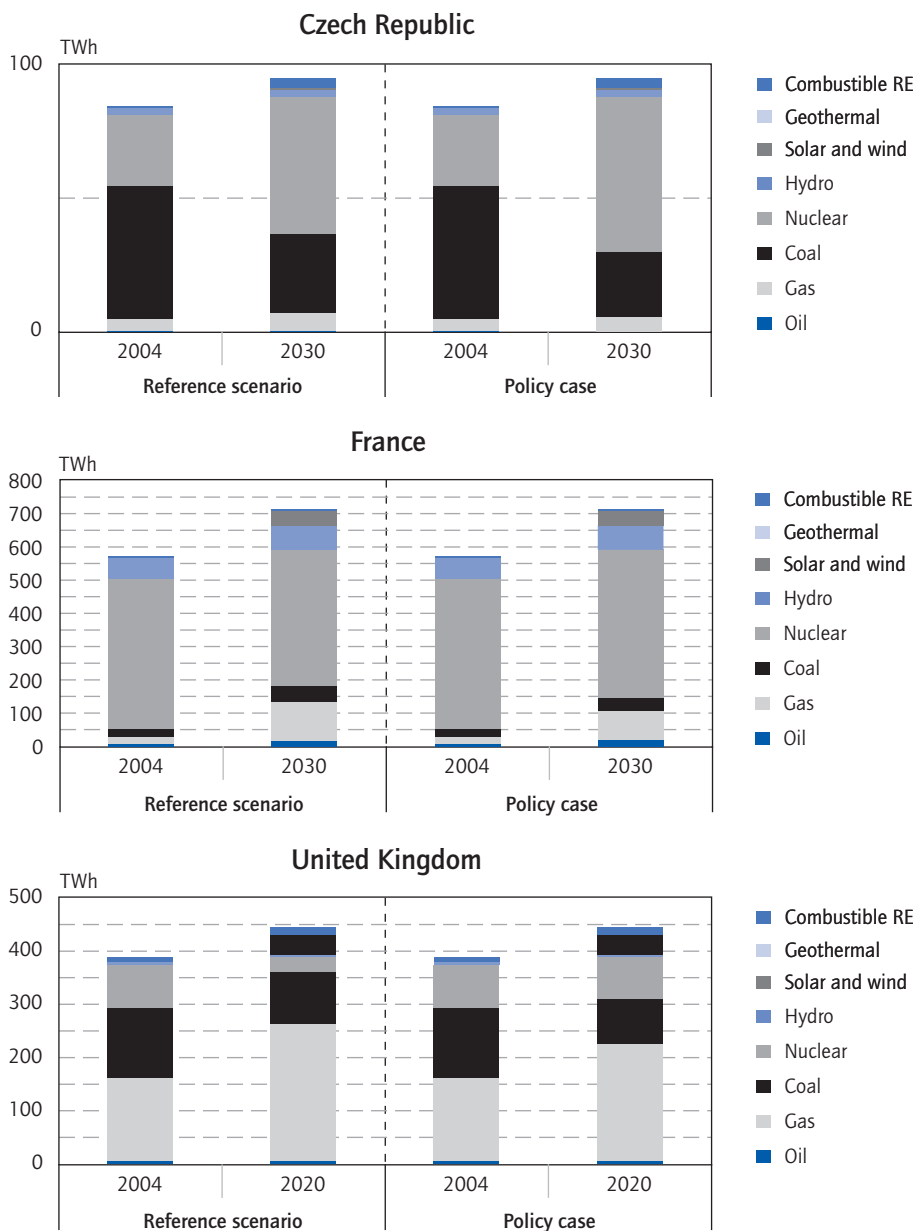 Czech Republic
TWh
100
0
2004 2030 2004 2030
Reference scenario Policy case
Combustible RE
Geothermal
Solar and wind
Hydro
Nuclear
Coal
Gas
Oil
France
TWh
800
700
600
500
400
300
200
100
0
2004 2030 2004 2030
Reference scenario Policy case
Combustible RE
Geothermal
Solar and wind
Hydro
Nuclear
Coal
Gas
Oil
United Kingdom
TWh
500
400
300
200
100
0
2004 2020 2004 2020
Reference scenario Policy case
Combustible RE
Geothermal
Solar and wind
Hydro
Nuclear
Coal
Gas
Oil